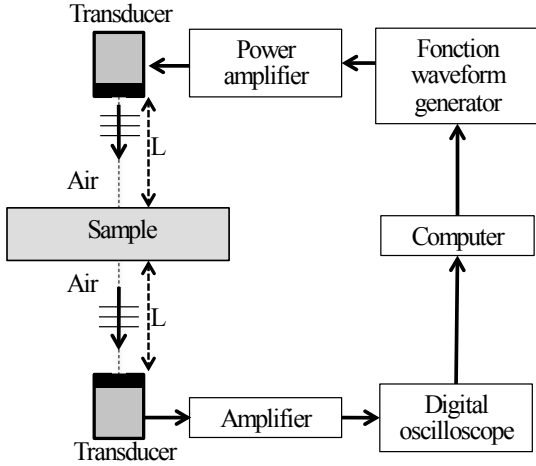 Transducer
Power
amplifier
Fonction
waveform
generator
L
Air
Sample
Computer
Air
L
Amplifier
Digital
oscilloscope
Transducer